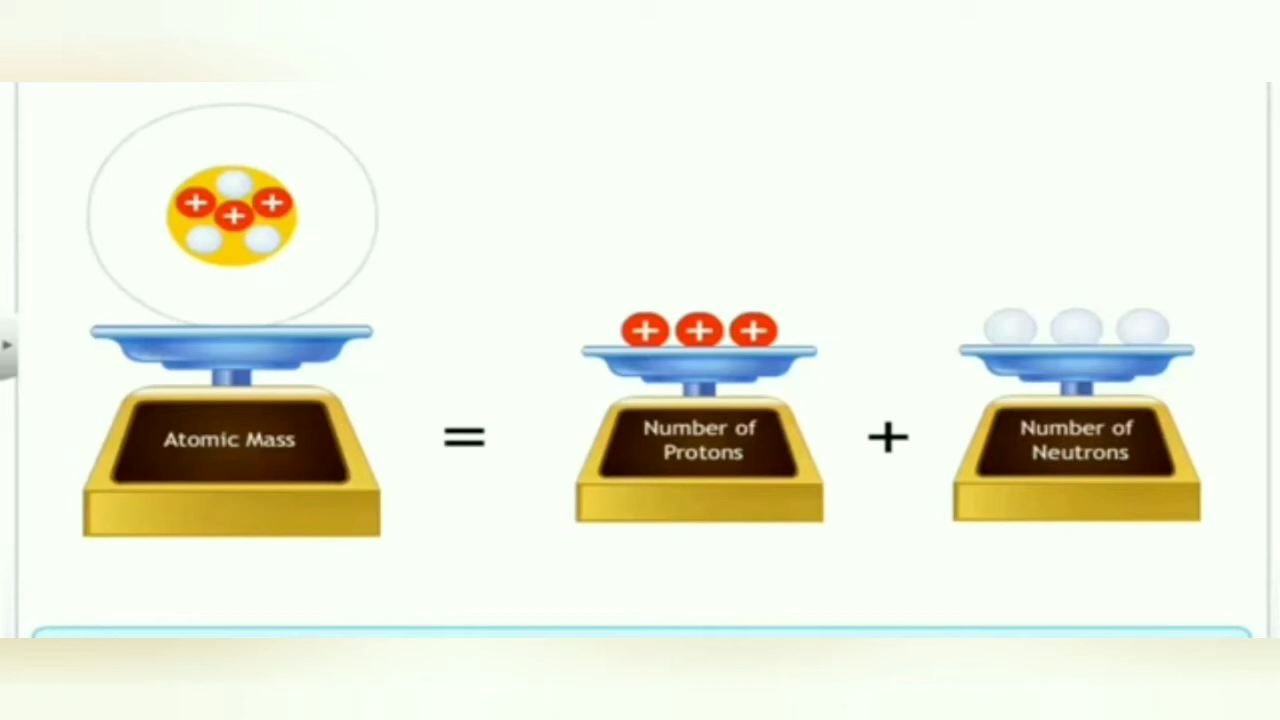 + + +
Atomic Mass
=
+ + +
Number of
Protons
+
Number of
Neutrons